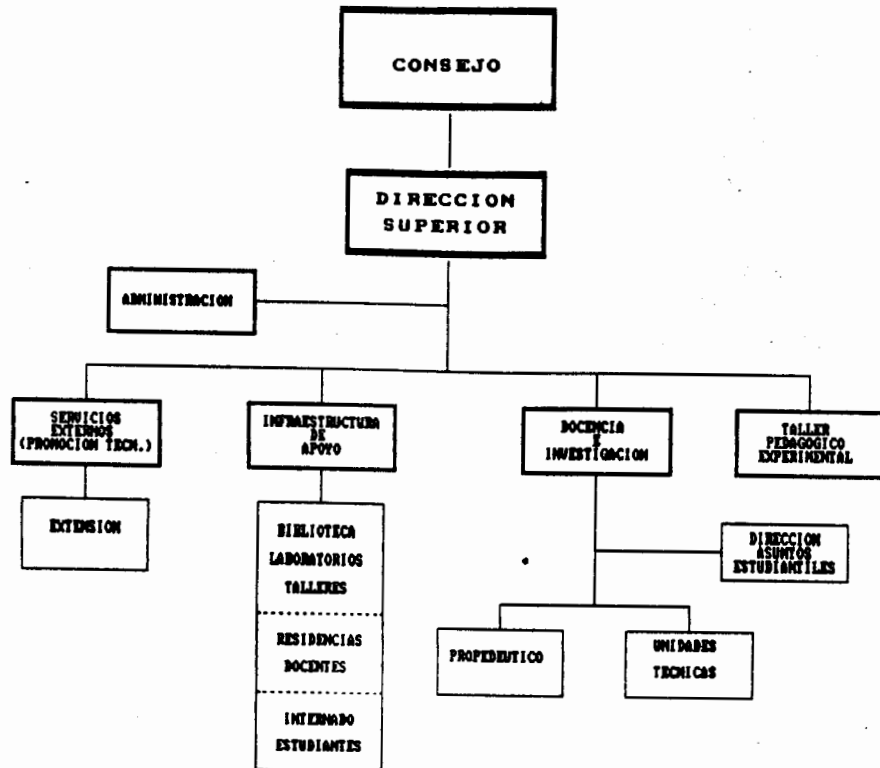 CONSEJO
DIRECCION
SUPERIOR
ADMINISTRACION
SERVICIOS
EXTERNOS
(PROMOCION TECM.)
INFRAESTRUCTURA
DE
APOYO
DOCENCIA
E
INVESTIGACION
TALLER
PEDAGOGICO
EXPERIMENTAL
EXTENSION
BIBLIOTECA
LABORATORIOS
TALLERES
RESIDENCIAS
DOCENTES
INTERNADO
ESTUDIANTES
DIRECCION
ASUNTOS
ESTUDIANTILES
PROPEDEUTICO
UNIDADES
TECNICAS